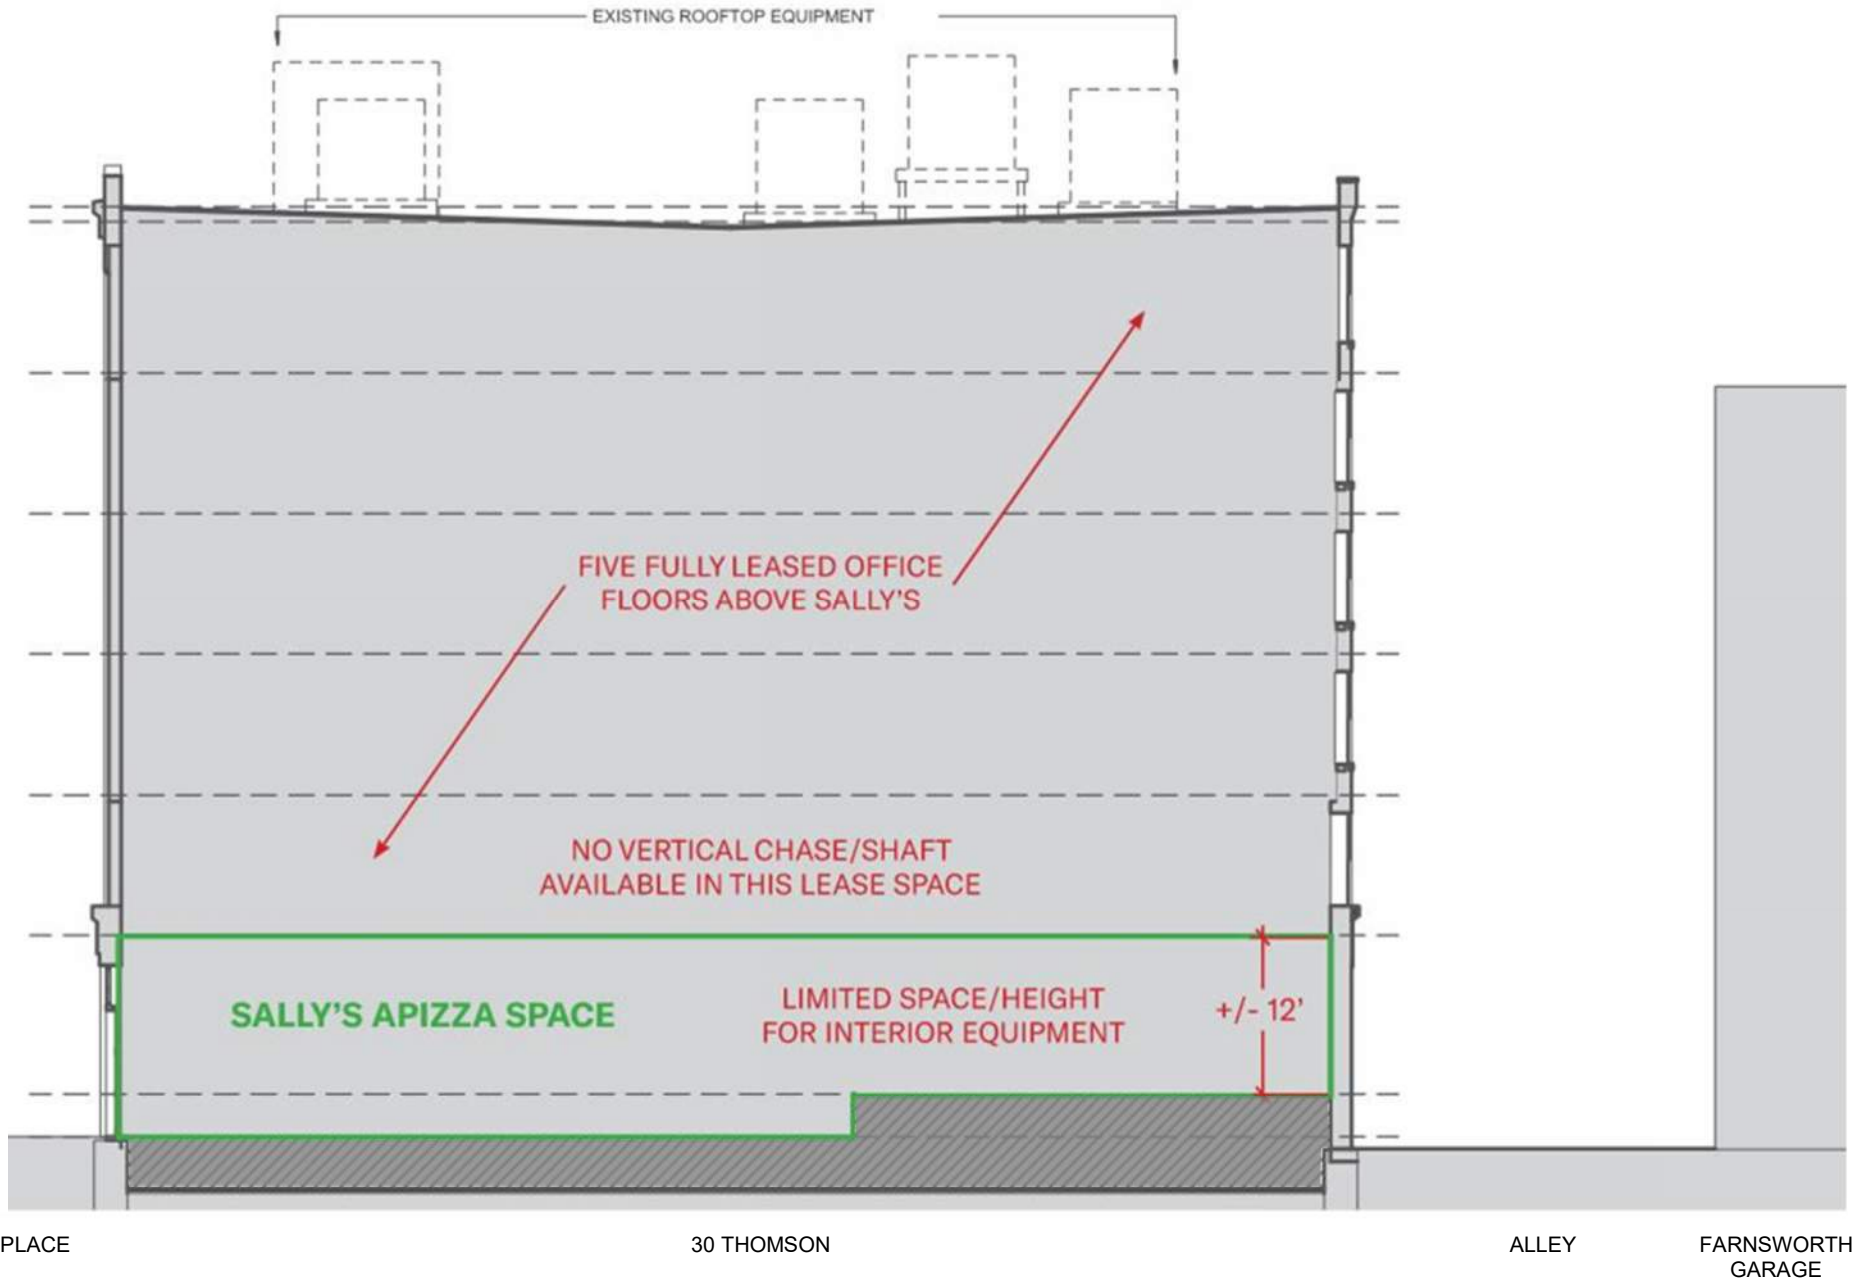 EXISTING ROOFTOP EQUIPMENT
FIVE FULLY LEASED OFFICE
FLOORS ABOVE SALLY'S
NO VERTICAL CHASE/SHAFT
AVAILABLE IN THIS LEASE SPACE
SALLY'S APIZZA SPACE
LIMITED SPACE/HEIGHT
FOR INTERIOR EQUIPMENT
+/- 12'
PLACE
30 THOMSON
ALLEY
FARNSWORTH
GARAGE